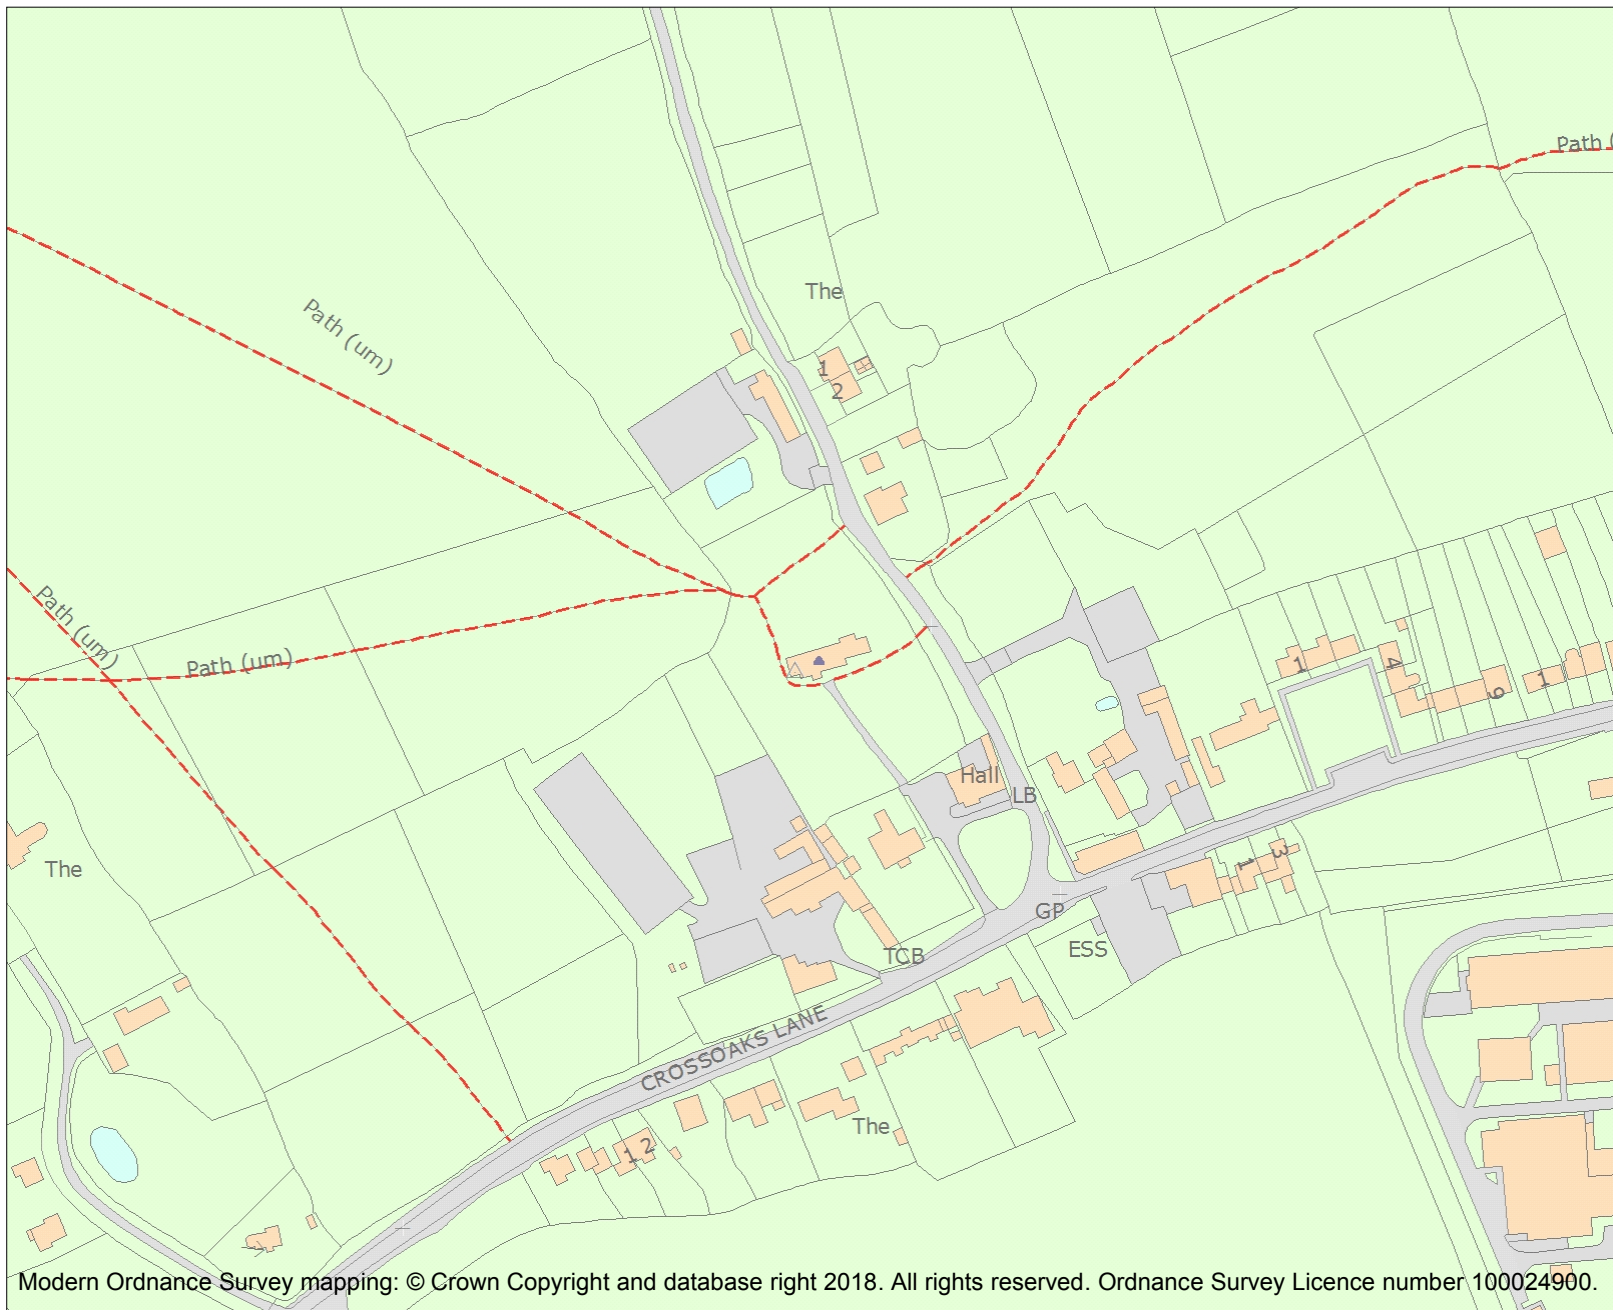 Path (
The
Path (um)
1
2
Path (um)
Path (um)
1
4
9
1
Hall
LB
The
1
3
GP
ESS
TCB
CROSSOAKS LANE
The
1 2
Modern Ordnance Survey mapping: © Crown Copyright and database right 2018. All rights reserved. Ordnance Survey Licence number 100024900.